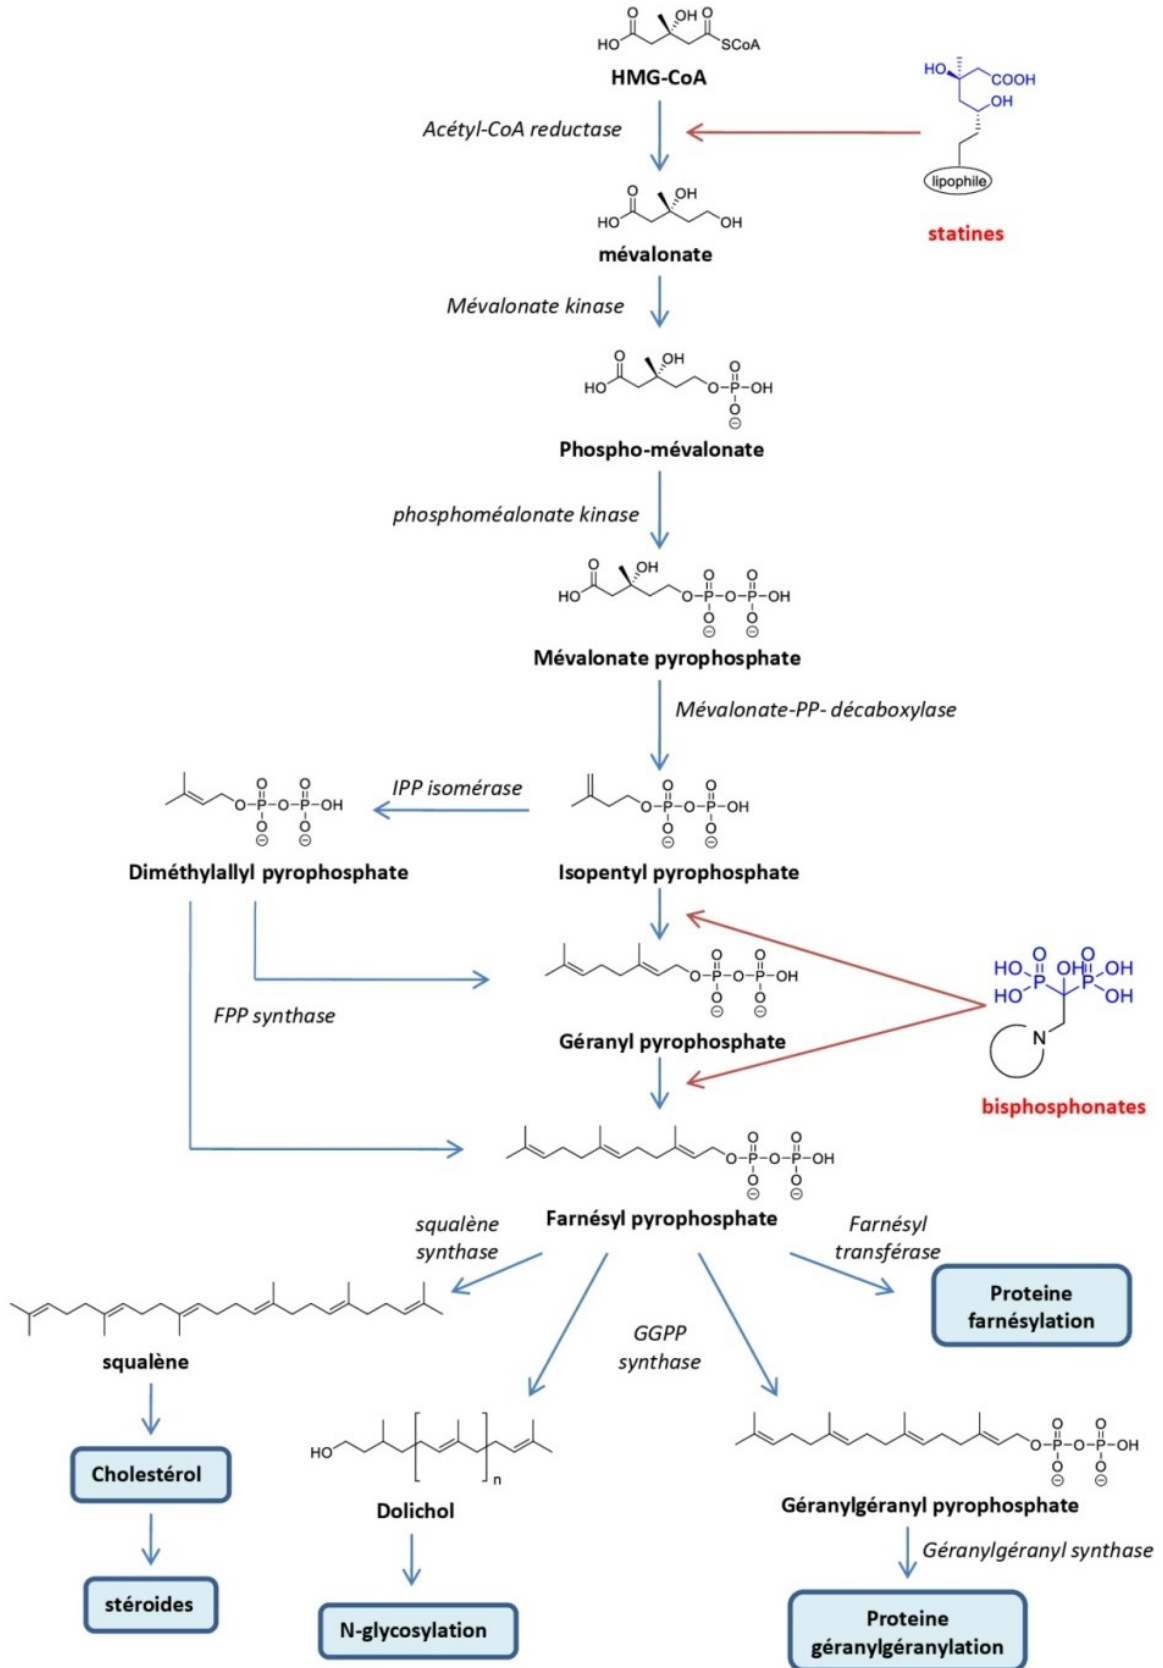 HMG-CoA
Acétyl-CoA reductase
lipophile
statines
mévalonate
Mévalonate kinase
Phospho-mévalonate
phosphoméalonate kinase
Mévalonate pyrophosphate
Mévalonate-PP- décaboxylase
IPP isomérase
Diméthylallyl pyrophosphate
Isopentyl pyrophosphate
FPP synthase
Géranyl pyrophosphate
bisphosphonates
Farnésyl pyrophosphate
squalène
synthase
Farnésyl
transférase
Proteine
farnésylation
GGPP
synthase
squalène
Cholestérol
stéroides
Dolichol
N-glycosylation
Géranylgéranyl pyrophosphate
Géranylgéranyl synthase
Proteine
géranylgéranylation